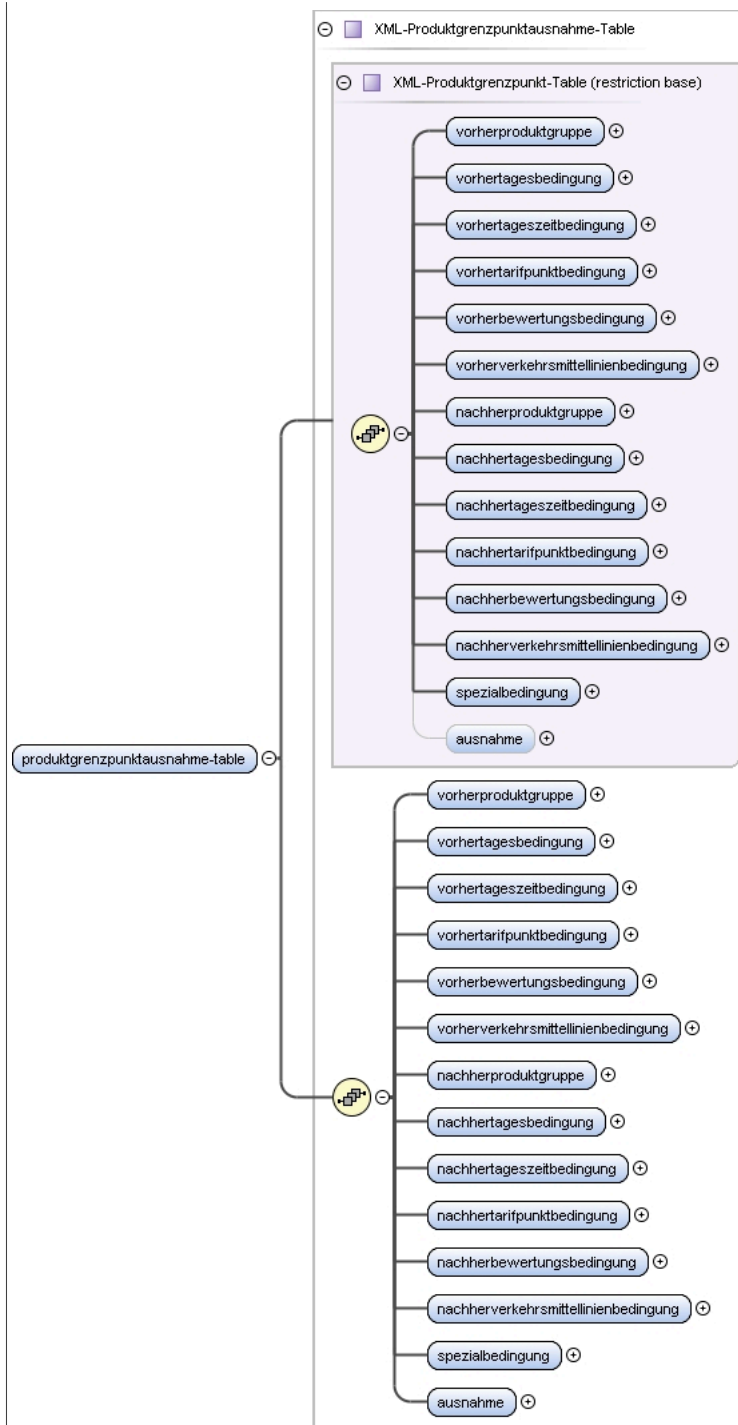 XML-Produktgrenzpunktausnahme-Table
XML-Produktgrenzpunkt-Table (restriction base)
vorherproduktgruppe
vorhertagesbedingung
vorhertageszeitbedingung
vorhertarifpunktbedingung
vorherbewertungsbedingung
vorherverkehrsmittellinienbedingung
nachherproduktgruppe
nachhertagesbedingung
nachhertageszeitbedingung
nachhertarifpunktbedingung
nachherbewertungsbedingung
nachherverkehrsmittellinienbedingung
spezialbedingung
ausnahme
produktgrenzpunktausnahme-table
vorherproduktgruppe
vorhertagesbedingung
vorhertageszeitbedingung
vorhertarifpunktbedingung
vorherbewertungsbedingung
vorherverkehrsmittellinienbedingung
nachherproduktgruppe
nachhertagesbedingung
nachhertageszeitbedingung
nachhertarifpunktbedingung
nachherbewertungsbedingung
nachherverkehrsmittellinienbedingung
spezialbedingung
ausnahme